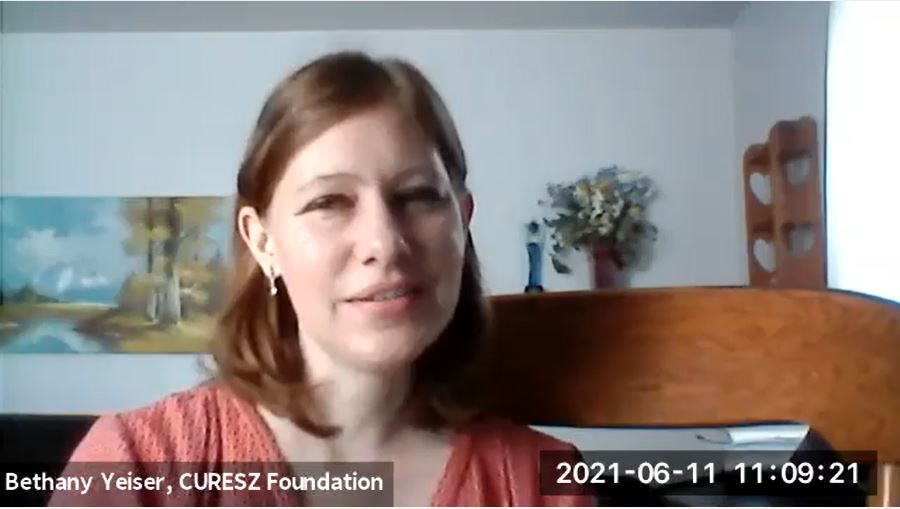 Bethany Yeiser, CURESZ Foundation
2021-06-11 11:09:21